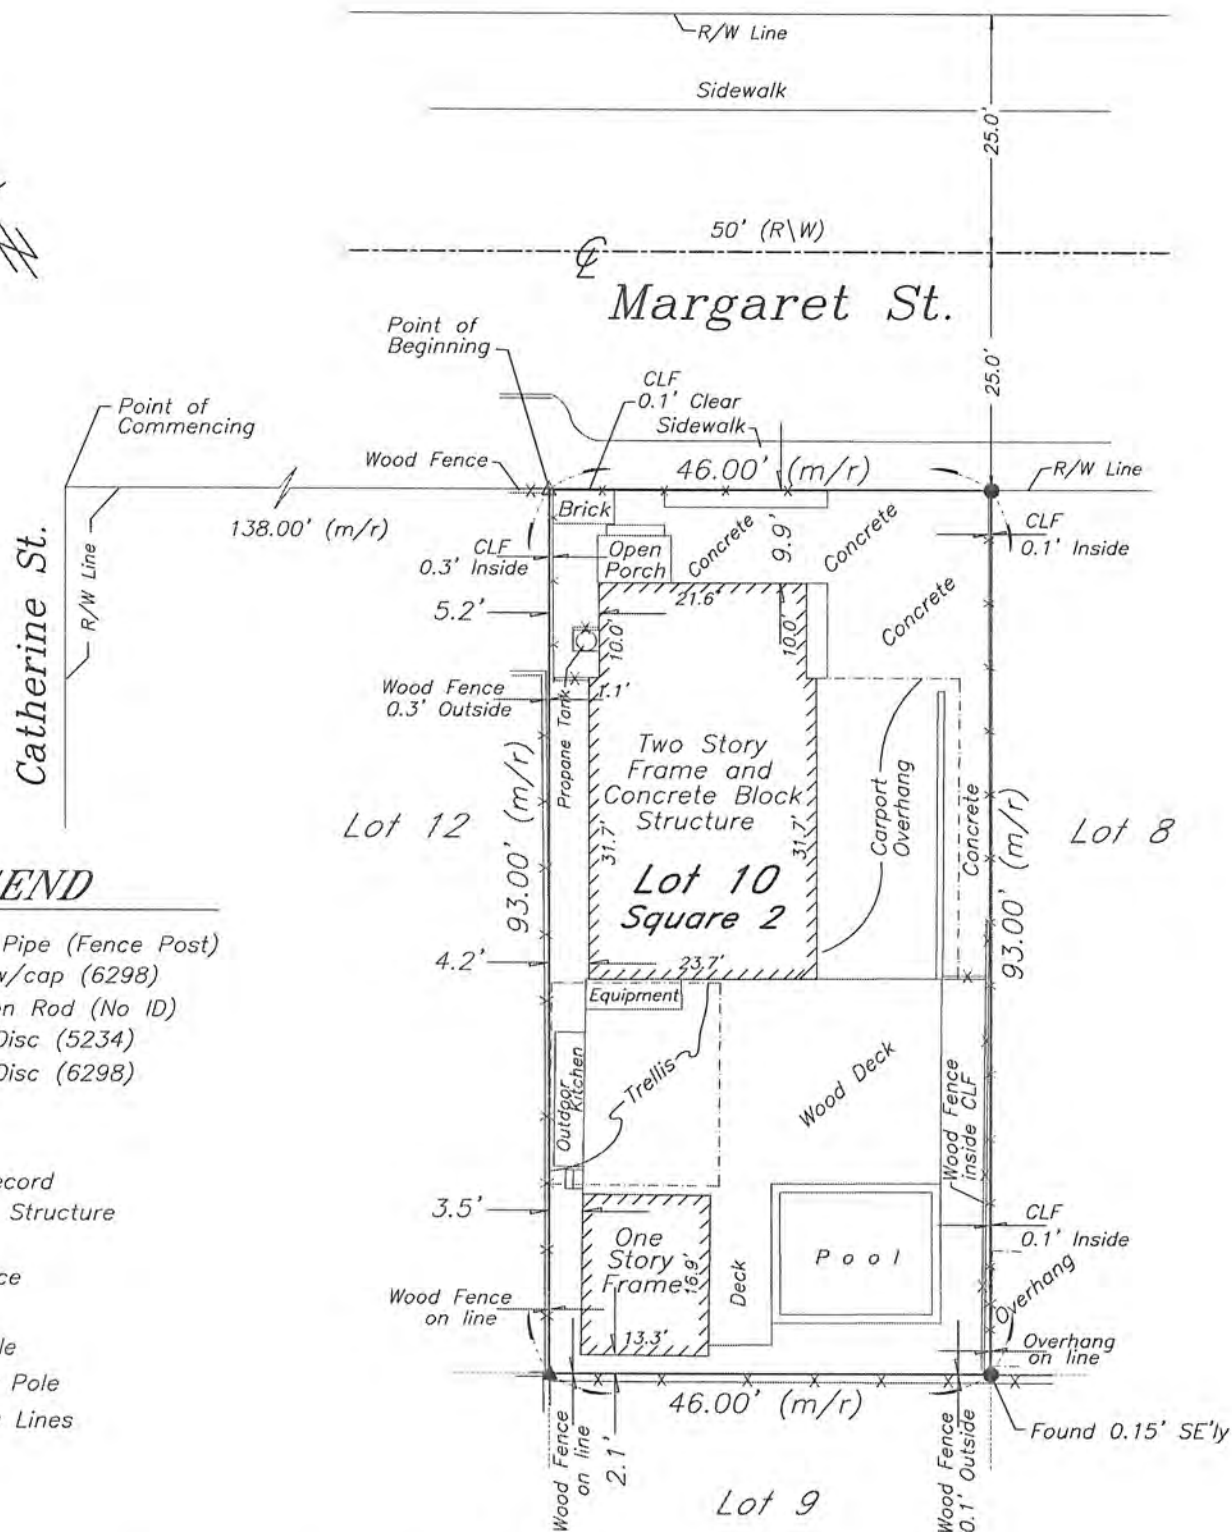 R/W Line
Sidewalk
25.0'
50' (R\W)
℄
Margaret St.
25.0'
Point of
Beginning
CLF
0.1' Clear
Sidewalk
Point of
Commencing
Wood Fence
46.00' (m/r)
R/W Line
138.00' (m/r)
Catherine St.
R/W Line
Brick
CLF
0.3' Inside
Open
Porch
Concrete
9.9'
Concrete
CLF
0.1' Inside
Concrete
5.2'
21.6'
10.0'
10.0'
Wood Fence
0.3' Outside
1.1'
Propane Tank
Two Story
Frame and
Concrete Block
Structure
31.7'
31.7'
Carport
Overhang
Concrete
Lot 12
93.00' (m/r)
Lot 10
Square 2
93.00' (m/r)
Lot 8
4.2'
23.7'
Equipment
Outdoor
Kitchen
Trellis
Wood Deck
Wood Fence
inside CLF
3.5'
One
Story
Frame
16.9'
13.3'
Deck
Pool
CLF
0.1' Inside
Overhang
Wood Fence
on line
Overhang
on line
46.00' (m/r)
Wood Fence
on line
2.1'
Wood Fence
0.1' Outside
Found 0.15' SE'ly
Lot 9
END
Pipe (Fence Post)
w/cap (6298)
n Rod (No ID)
Disc (5234)
Disc (6298)
ecord
Structure
ce
le
Pole
Lines